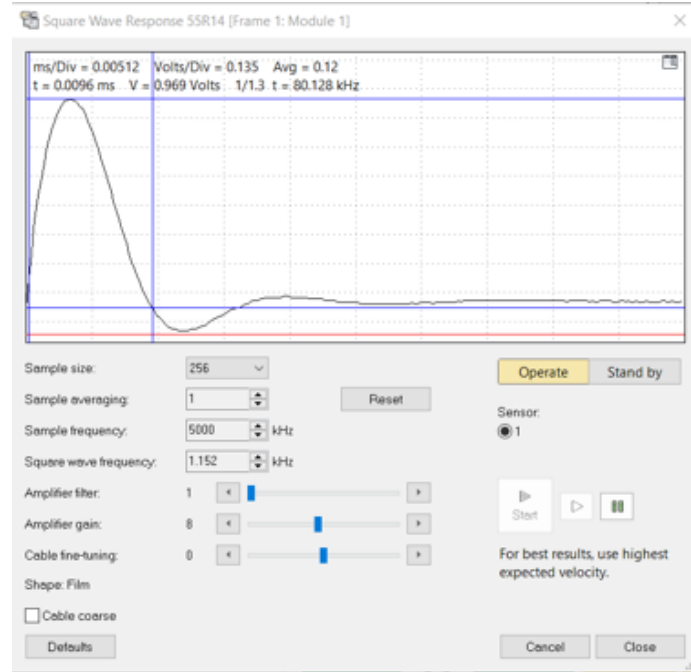 Square Wave Response 55R14 [Frame 1: Module 1]
ms/Div = 0.00512 Volts/Div = 0.135 Avg = 0.12
t = 0.0096 ms V = 0.969 Volts 1/1.3 t = 80.128 kHz
Sample size: 256
Operate Stand by
Sample averaging: 1 Reset
Sensor:
1
Sample frequency: 5000 kHz
Square wave frequency: 1.152 kHz
Amplifier filter: 1
Start
Amplifier gain: 8
Cable fine-tuning: 0
For best results, use highest
expected velocity.
Shape: Film
Cable coarse
Defaults Cancel Close